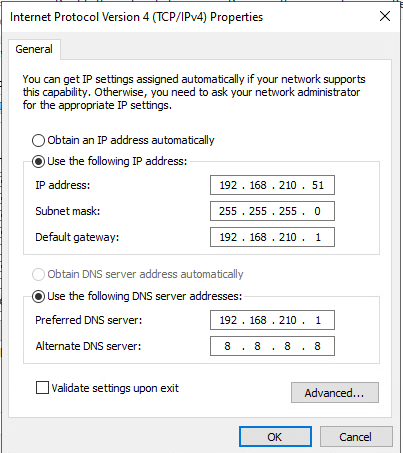 Internet Protocol Version 4 (TCP/IPv4) Properties
General
You can get IP settings assigned automatically if your network supports
this capability. Otherwise, you need to ask your network administrator
for the appropriate IP settings.
Obtain an IP address automatically
Use the following IP address:
IP address: 192 . 168 . 210 . 51
Subnet mask: 255 . 255 . 255 . 0
Default gateway: 192 . 168 . 210 . 1
Obtain DNS server address automatically
Use the following DNS server addresses:
Preferred DNS server: 192 . 168 . 210 . 1
Alternate DNS server: 8 . 8 . 8 . 8
Validate settings upon exit
Advanced...
OK Cancel